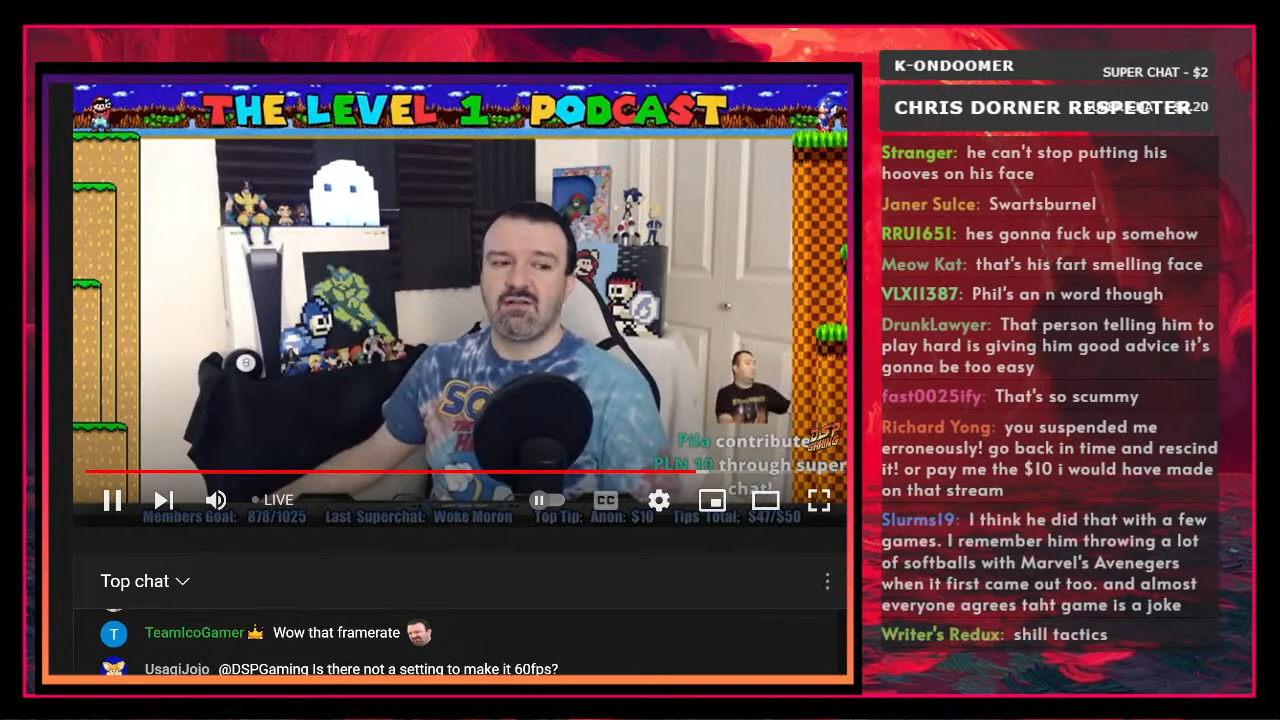 THE LEVEL 1 PODCAST
Pila contribute
PLN 10 through super
chat!
DSP
GAMING
LIVE
CC
Members Goal: 878/1025 Last Superchat: Woke Moron Top Tip: Anon: $10 Tips Total: $47/$50
Top chat
T
TeamIcoGamer Wow that framerate
UsagiJojo @DSPGaming Is there not a setting to make it 60fps?
K-ONDOOMER
SUPER CHAT - $2
CHRIS DORNER RESPECTER
Stranger: he can't stop putting his
hooves on his face
Janer Sulce: Swartsburnel
RRU1651: hes gonna fuck up somehow
Meow Kat: that's his fart smelling face
VLX11387: Phil's an n word though
DrunkLawyer: That person telling him to
play hard is giving him good advice it's
gonna be too easy
fast0025ify: That's so scummy
Richard Yong: you suspended me
erroneously! go back in time and rescind
it! or pay me the $10 i would have made
on that stream
Slurms19: I think he did that with a few
games. I remember him throwing a lot
of softballs with Marvel's Avenegers
when it first came out too. and almost
everyone agrees taht game is a joke
Writer's Redux: shill tactics